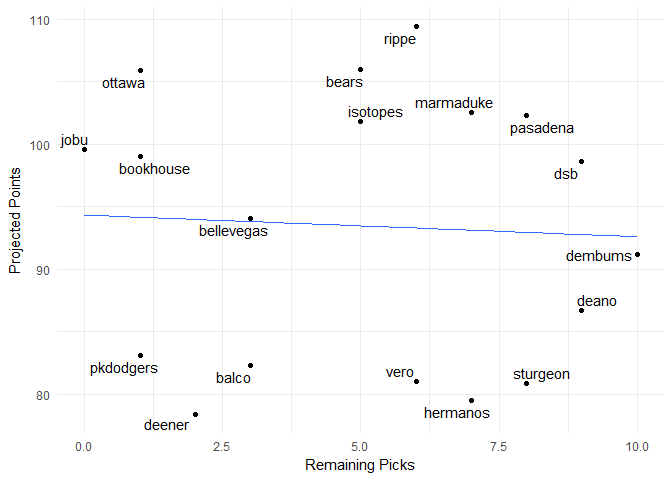 110
rippe
ottawa
bears
marmaduke
isotopes
pasadena
jobu
100
bookhouse
dsb
Projected Points
bellevegas
dembums
90
deano
pkdodgers
balco
vero
sturgeon
80
hermanos
deener
0.0
2.5
5.0
7.5
10.0
Remaining Picks